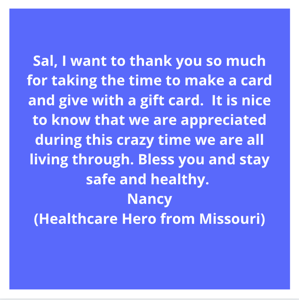 Sal, I want to thank you so much
for taking the time to make a card
and give with a gift card.  It is nice
to know that we are appreciated
during this crazy time we are all
living through. Bless you and stay
safe and healthy.
Nancy
(Healthcare Hero from Missouri)